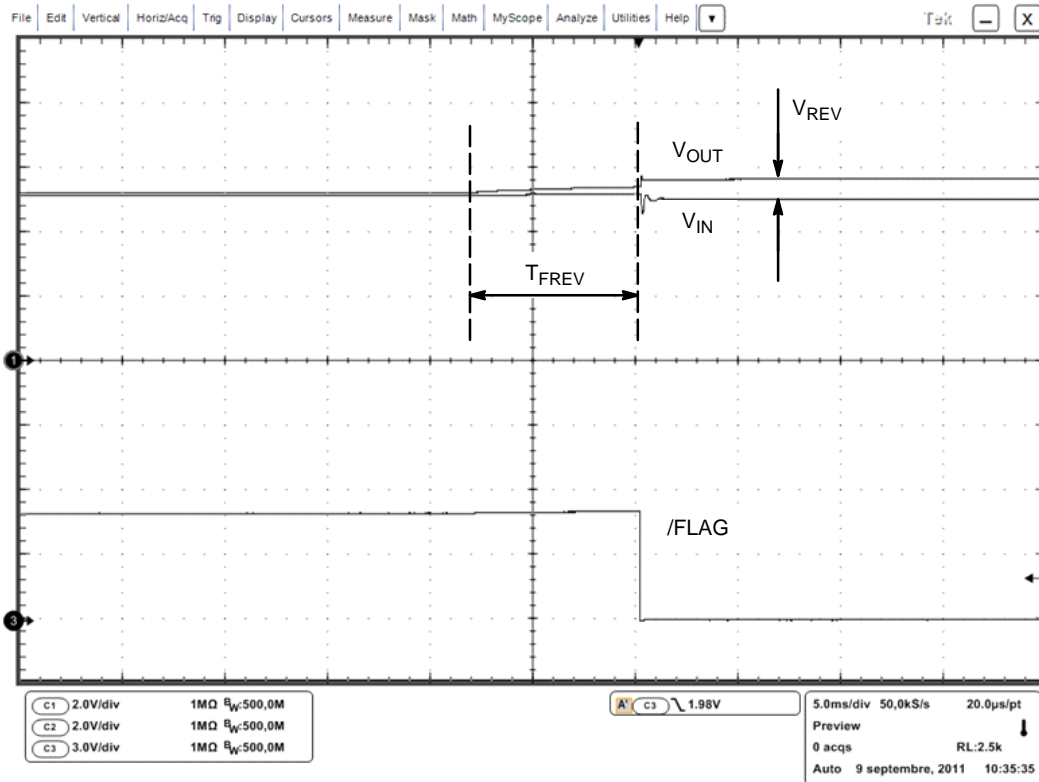 File Edit Vertical Horiz/Acq Trig Display Cursors Measure Mask Math MyScope Analyze Utilities Help ▼ Tek — X
VREV
VOUT
VIN
TFREV
1
/FLAG
3
C1 2.0V/div 1MΩ BW:500,0M
C2 2.0V/div 1MΩ BW:500,0M
C3 3.0V/div 1MΩ BW:500,0M
A' C3 1.98V
5.0ms/div 50,0kS/s 20.0µs/pt
Preview
0 acqs RL:2.5k
Auto 9 septembre, 2011 10:35:35